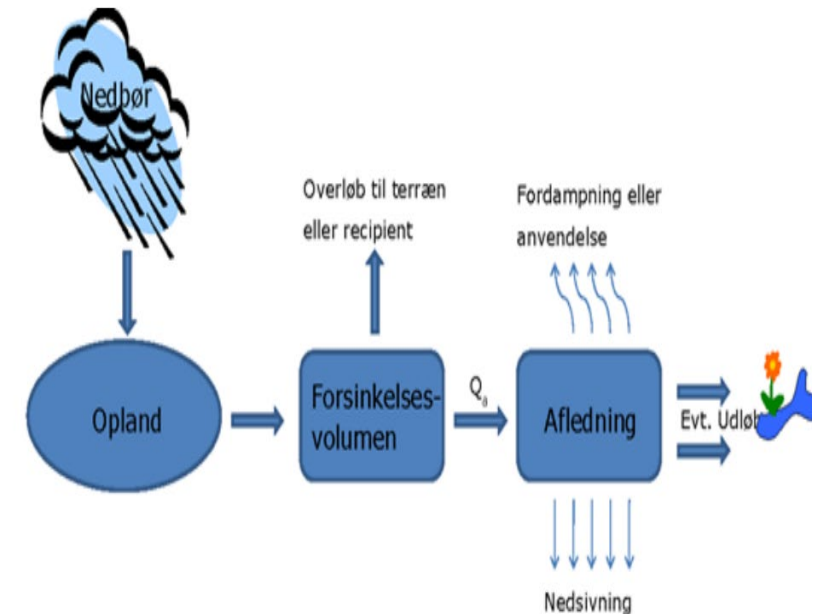 Nedbør
Overløb til terræn
eller recipient
Fordampning eller
anvendelse
Opland
Forsinkelses-
volumen
Qa
Afledning
Evt. Udløb
Nedsivning